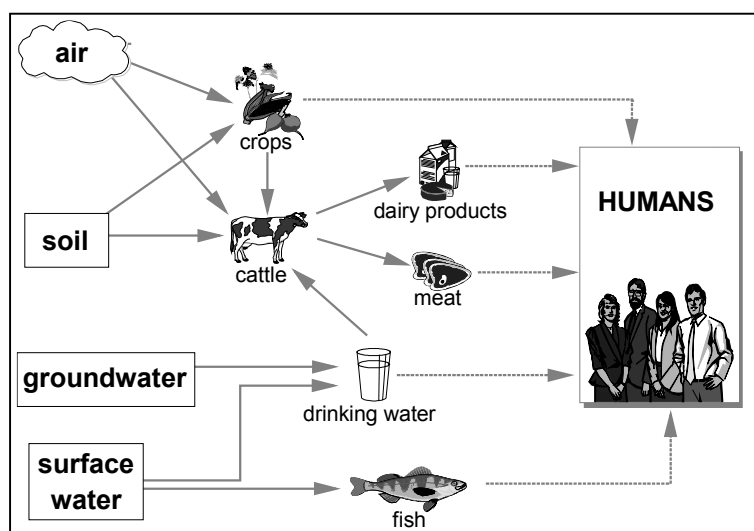 air
crops
dairy products
HUMANS
soil
cattle
meat
groundwater
drinking water
surface
water
fish